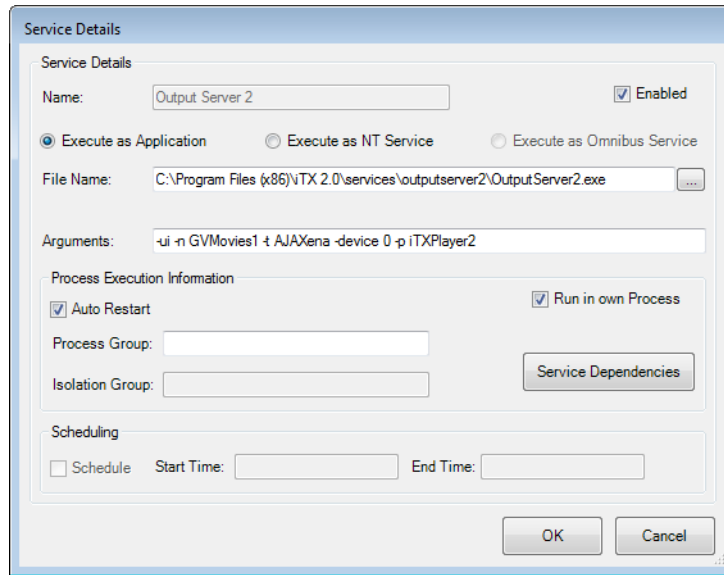 Service Details
Service Details
Name: Output Server 2 Enabled
Execute as Application Execute as NT Service Execute as Omnibus Service
File Name: C:\Program Files (x86)\iTX 2.0\services\outputserver2\OutputServer2.exe ...
Arguments: -ui -n GVMovies1 -t AJAXena -device 0 -p iTXPlayer2
Process Execution Information
Auto Restart Run in own Process
Process Group:
Isolation Group: Service Dependencies
Scheduling
Schedule Start Time: End Time:
OK Cancel